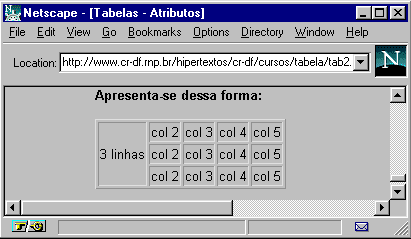 Netscape - [Tabelas - Atributos]
File Edit View Go Bookmarks Options Directory Window Help
Location: http://www.cr-df.rnp.br/hipertextos/cr-df/cursos/tabela/tab2.
N
Apresenta-se dessa forma:
3 linhas col 2 col 3 col 4 col 5
col 2 col 3 col 4 col 5
col 2 col 3 col 4 col 5